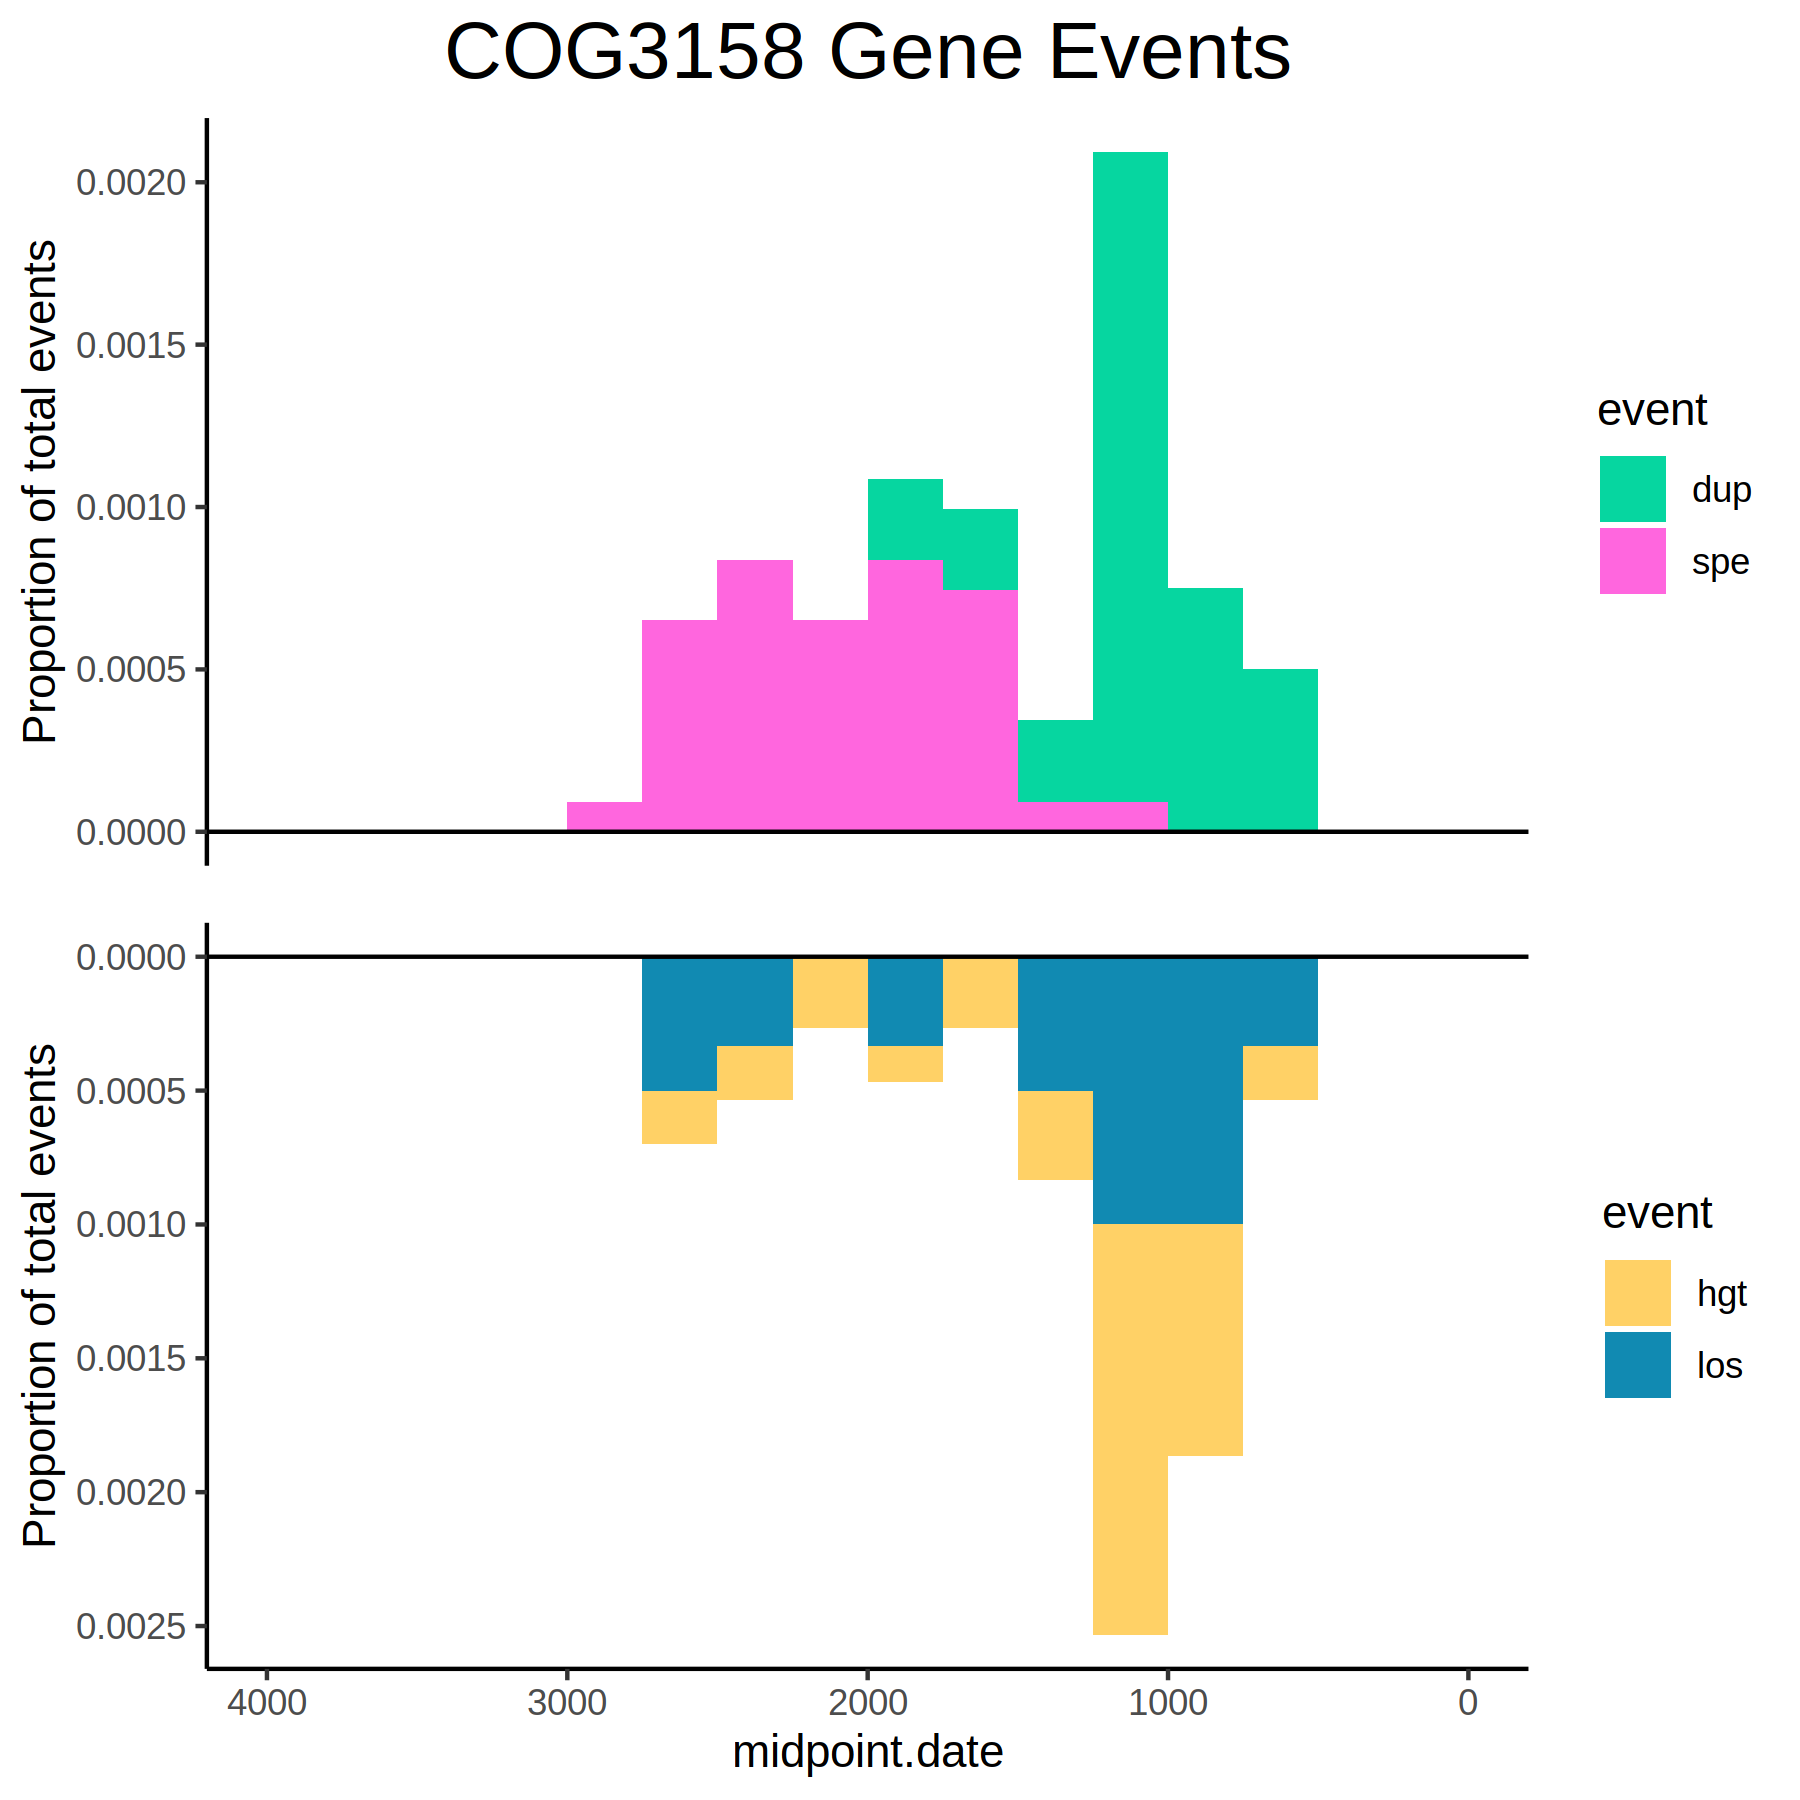 COG3158 Gene Events
Proportion of total events
0.0020
0.0015
0.0010
0.0005
0.0000
event
dup
spe
Proportion of total events
0.0000
0.0005
0.0010
0.0015
0.0020
0.0025
event
hgt
los
4000 3000 2000 1000 0
midpoint.date